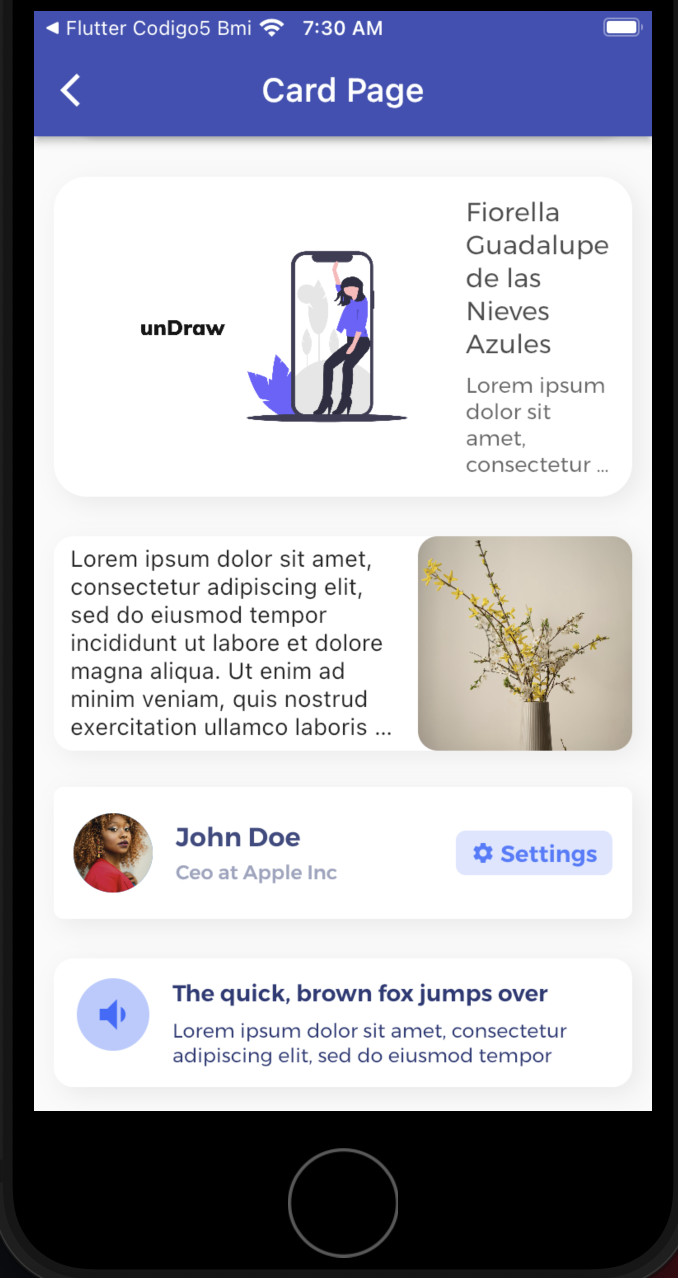 Flutter Codigo5 Bmi 7:30 AM
Card Page
unDraw
Fiorella
Guadalupe
de las
Nieves
Azules
Lorem ipsum
dolor sit
amet,
consectetur ...
Lorem ipsum dolor sit amet,
consectetur adipiscing elit,
sed do eiusmod tempor
incididunt ut labore et dolore
magna aliqua. Ut enim ad
minim veniam, quis nostrud
exercitation ullamco laboris ...
John Doe
Ceo at Apple Inc
Settings
The quick, brown fox jumps over
Lorem ipsum dolor sit amet, consectetur
adipiscing elit, sed do eiusmod tempor